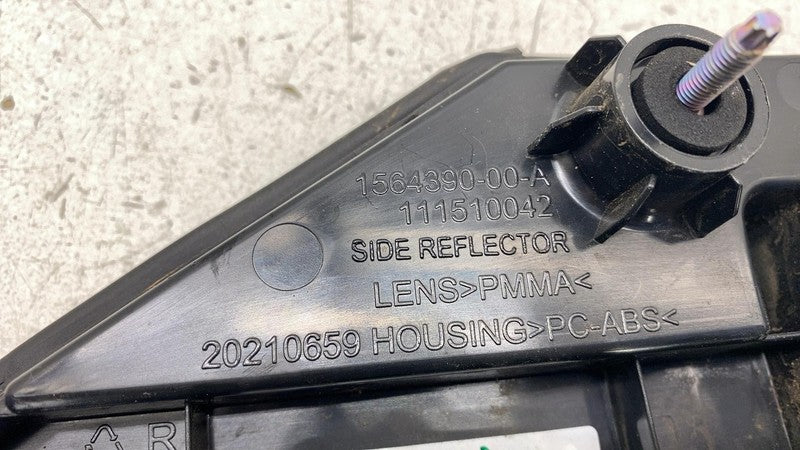 1564390-00-A
111510042
SIDE REFLECTOR
LENS>PMMA<
20210659 HOUSING>PC-ABS<
R